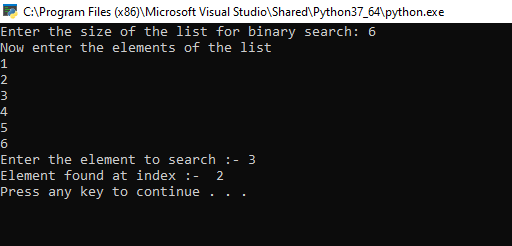 C:\Program Files (x86)\Microsoft Visual Studio\Shared\Python37_64\python.exe
Enter the size of the list for binary search: 6
Now enter the elements of the list
1
2
3
4
5
6
Enter the element to search :- 3
Element found at index :-  2
Press any key to continue . . .